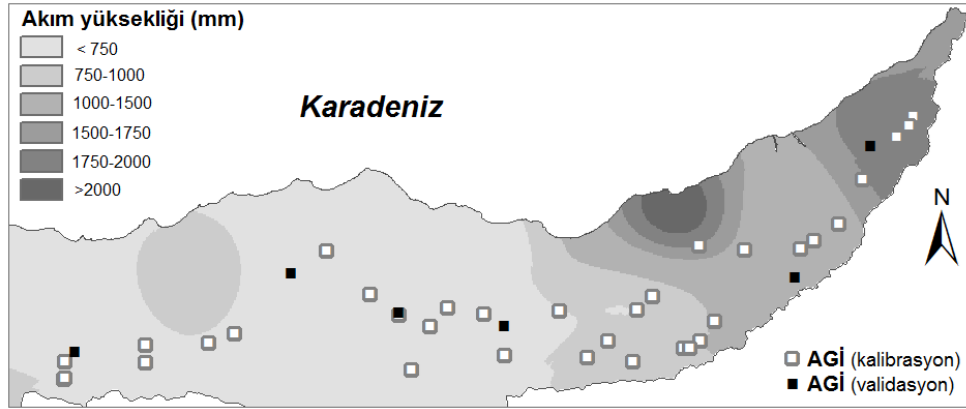 Akım yüksekliği (mm)
< 750
750-1000
1000-1500
1500-1750
1750-2000
>2000
Karadeniz
N
AGİ (kalibrasyon)
AGİ (validasyon)